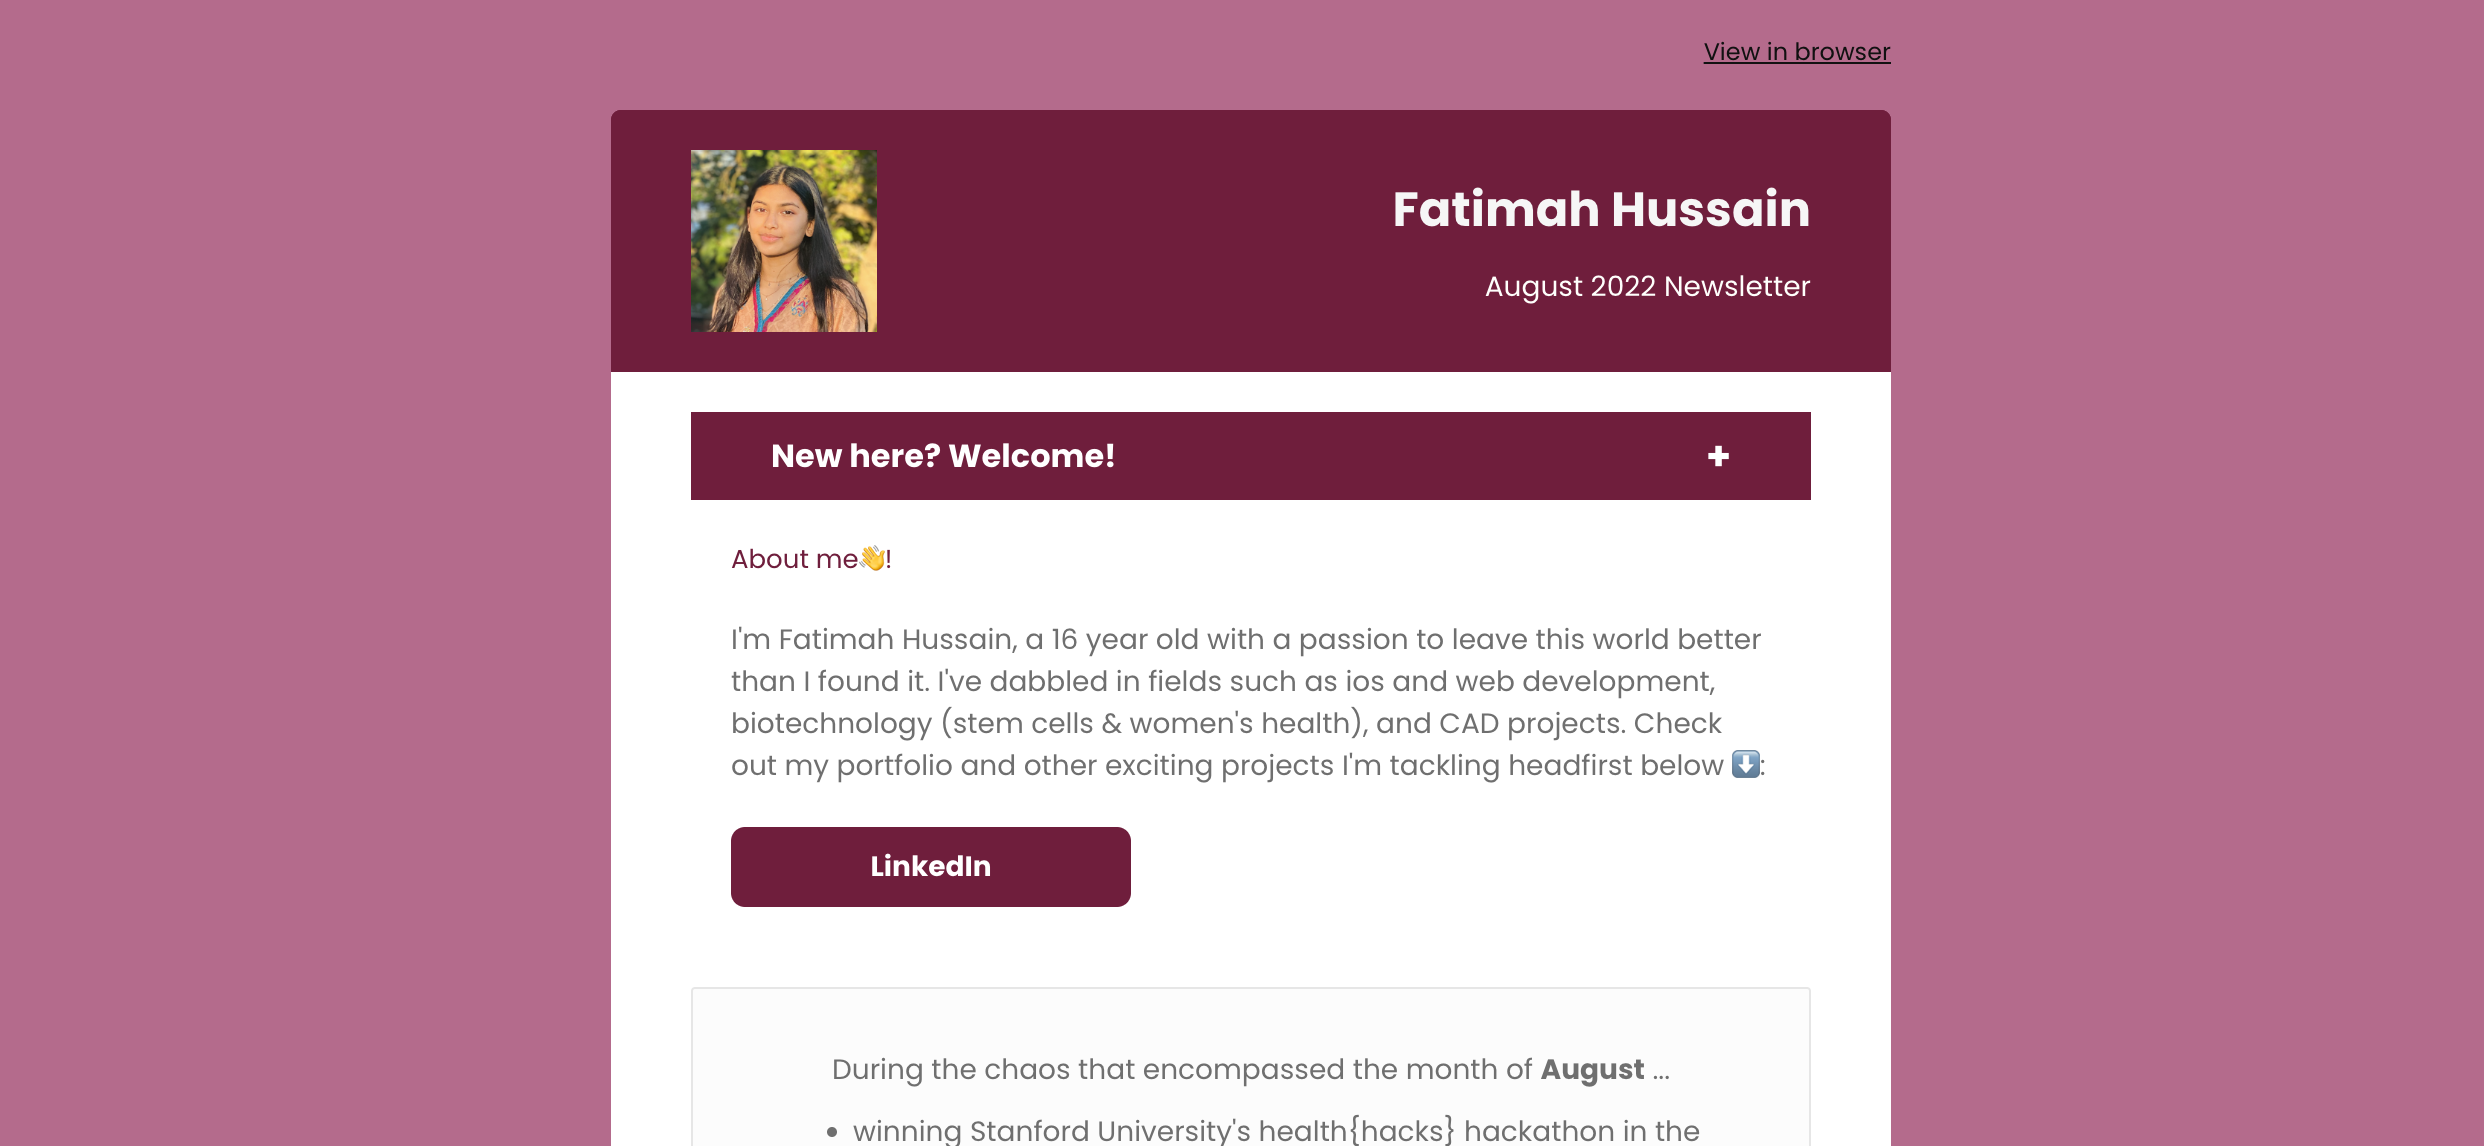 View in browser
Fatimah Hussain
August 2022 Newsletter
New here? Welcome!
+
About me👋!
I'm Fatimah Hussain, a 16 year old with a passion to leave this world better
than I found it. I've dabbled in fields such as ios and web development,
biotechnology (stem cells & women's health), and CAD projects. Check
out my portfolio and other exciting projects I'm tackling headfirst below ⬇️:
LinkedIn
During the chaos that encompassed the month of August ...
• winning Stanford University's health{hacks} hackathon in the